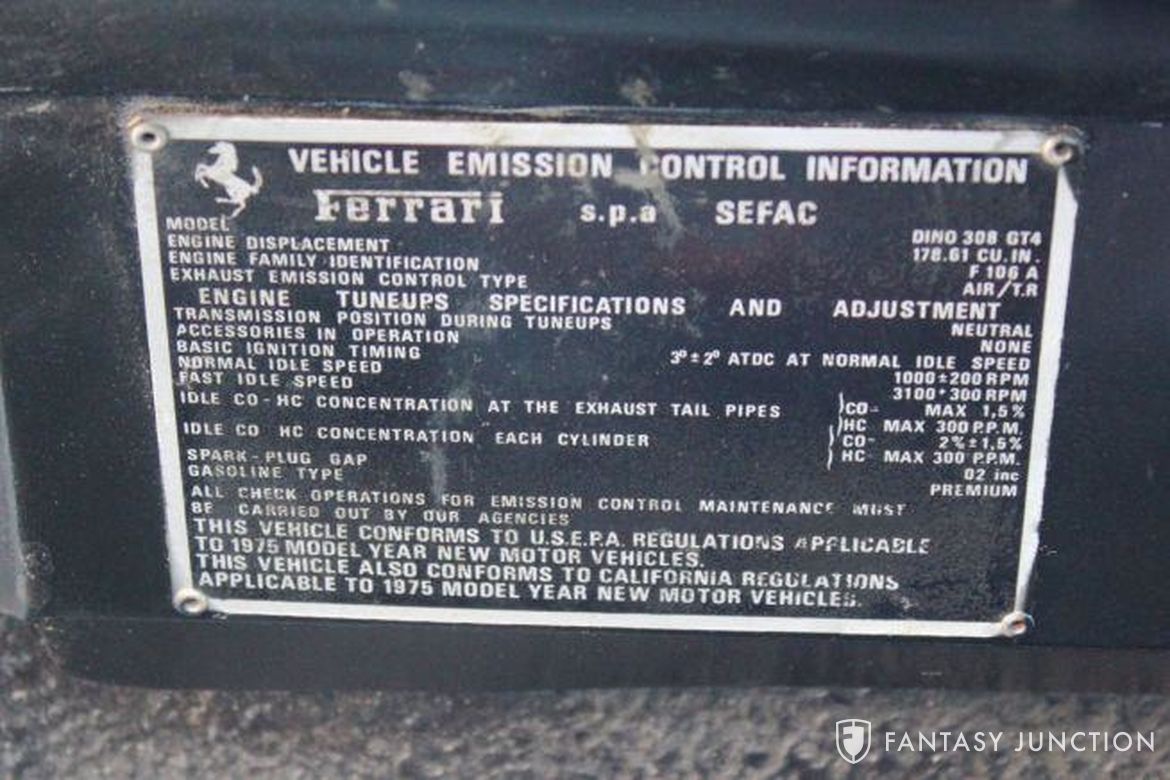 VEHICLE EMISSION CONTROL INFORMATION
Ferrari s.p.a SEFAC
MODEL DINO 308 GT4
ENGINE DISPLACEMENT 178.61 CU.IN.
ENGINE FAMILY IDENTIFICATION F 106 A
EXHAUST EMISSION CONTROL TYPE AIR/T.R
ENGINE TUNEUPS SPECIFICATIONS AND ADJUSTMENT
TRANSMISSION POSITION DURING TUNEUPS NEUTRAL
ACCESSORIES IN OPERATION NONE
BASIC IGNITION TIMING 3º±2º ATDC AT NORMAL IDLE SPEED
NORMAL IDLE SPEED 1000±200 RPM
FAST IDLE SPEED 3100+300 RPM
IDLE CO-HC CONCENTRATION AT THE EXHAUST TAIL PIPES CO- MAX 1,5%
HC MAX 300 P.P.M.
IDLE CO HC CONCENTRATION EACH CYLINDER CO- 2%±1,5%
HC- MAX 300 P.P.M.
SPARK-PLUG GAP 02 inc
GASOLINE TYPE PREMIUM
ALL CHECK OPERATIONS FOR EMISSION CONTROL MAINTENANCE MUST
BE CARRIED OUT BY OUR AGENCIES
THIS VEHICLE CONFORMS TO U.S.E.P.A. REGULATIONS APPLICABLE
TO 1975 MODEL YEAR NEW MOTOR VEHICLES.
THIS VEHICLE ALSO CONFORMS TO CALIFORNIA REGULATIONS
APPLICABLE TO 1975 MODEL YEAR NEW MOTOR VEHICLES.
FANTASY JUNCTION